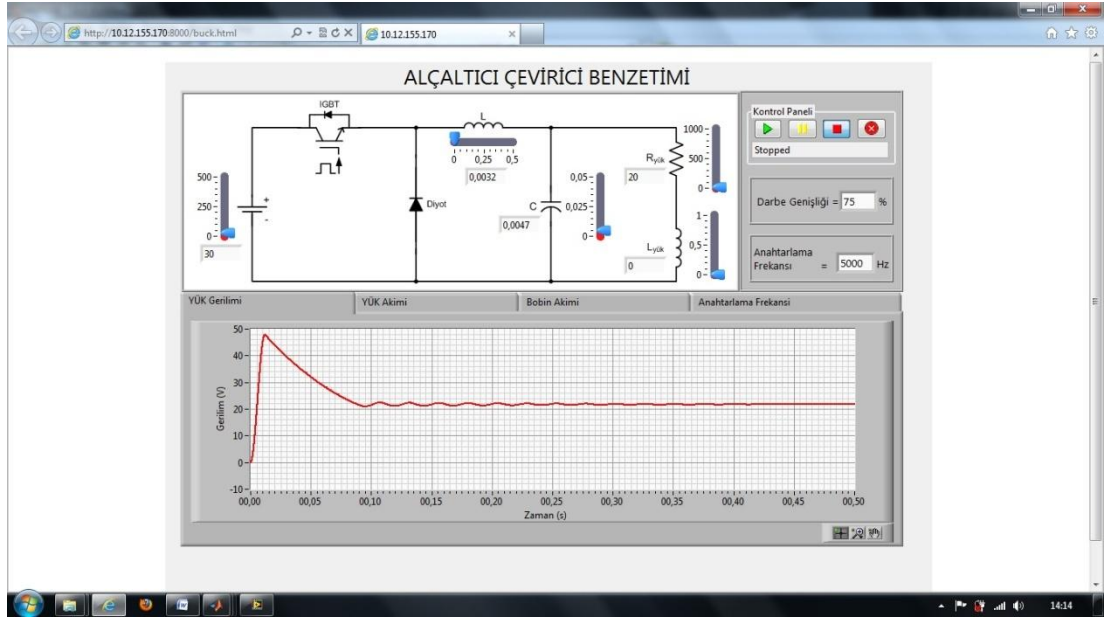 http://10.12.155.170:8000/buck.html
10.12.155.170
ALÇALTICI ÇEVİRİCİ BENZETİMİ
IGBT
L
0 0,25 0,5
0,0032
500
250
0
+
-
30
Diyot
C
0,05
0,025
0
0,0047
R yük
20
1000
500
0
L yük
0
1
0,5
0
Kontrol Paneli
Stopped
Darbe Genişliği = 75 %
Anahtarlama
Frekansı = 5000 Hz
YÜK Gerilimi
YÜK Akimi
Bobin Akimi
Anahtarlama Frekansi
Gerilim (V)
50
40
30
20
10
0
-10
00,00 00,05 00,10 00,15 00,20 00,25 00,30 00,35 00,40 00,45 00,50
Zaman (s)
14:14